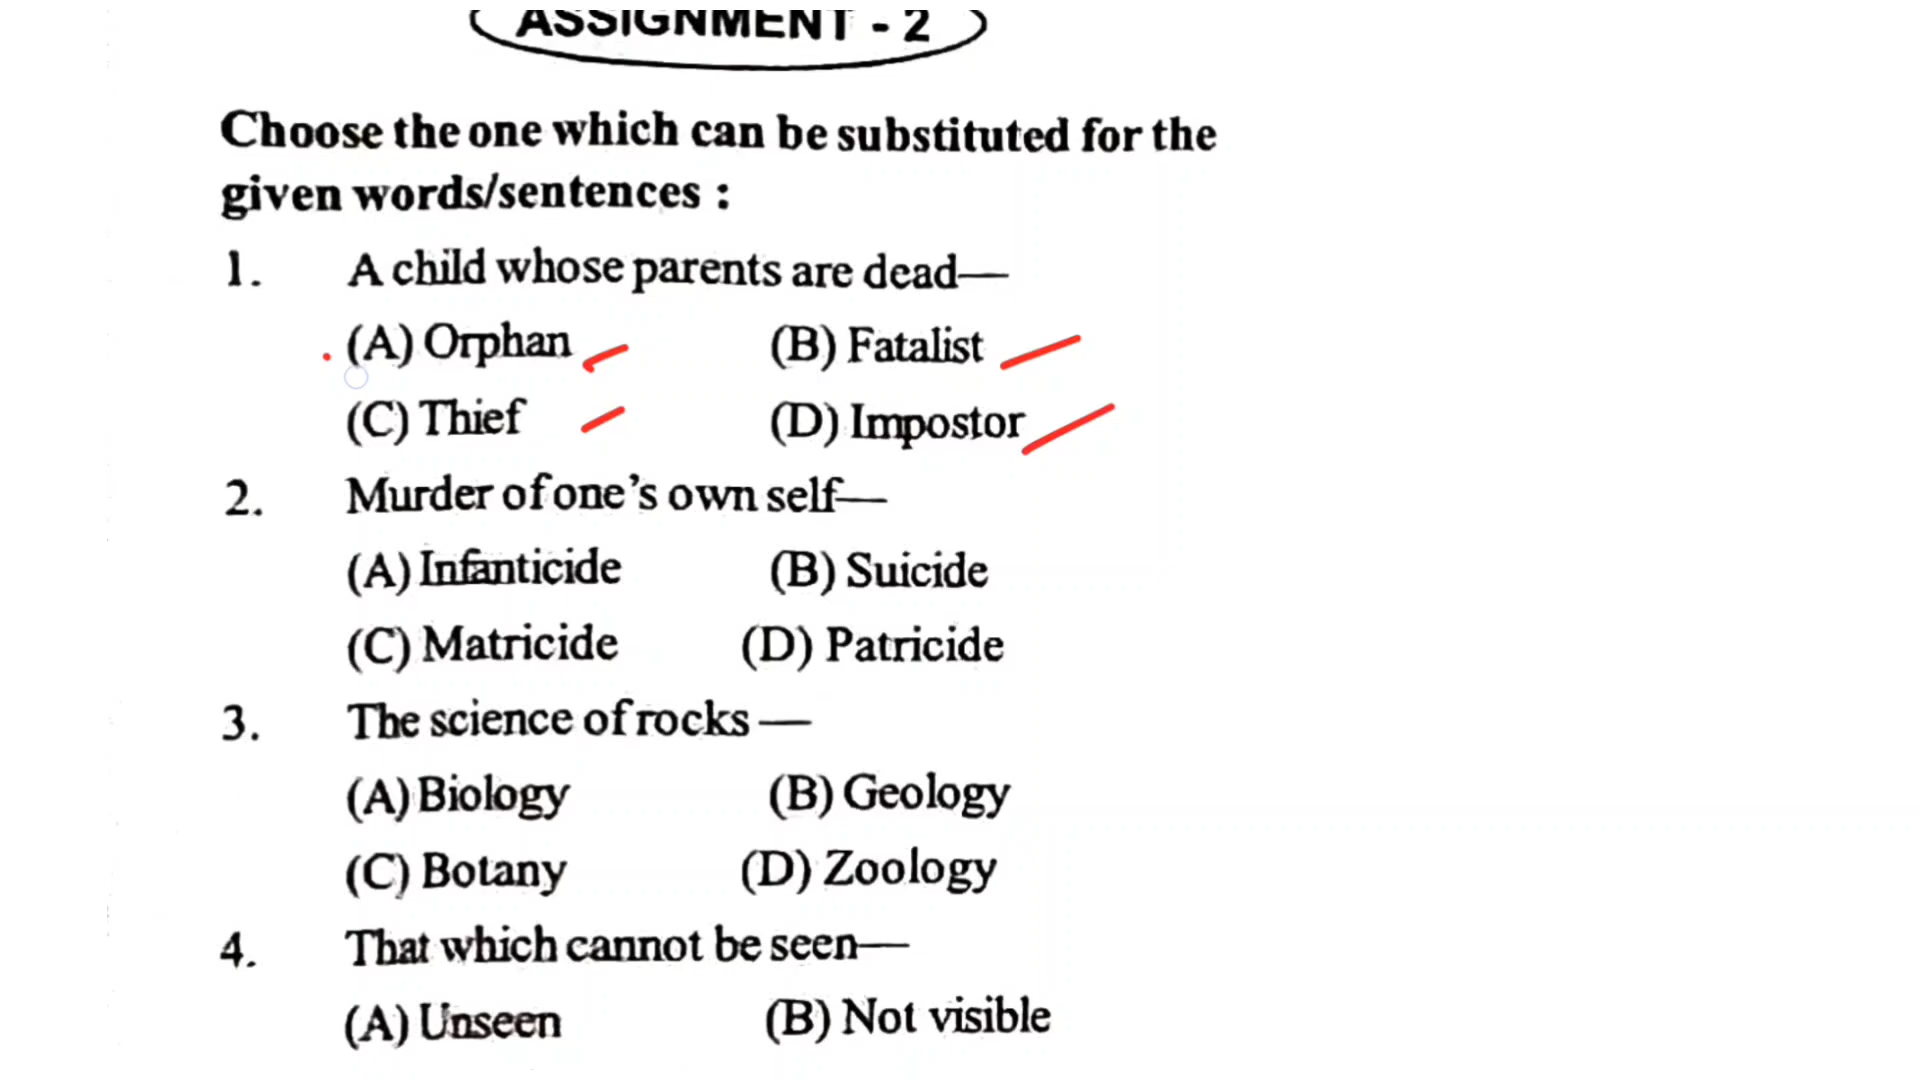 ASSIGNMENT - 2
Choose the one which can be substituted for the
given words/sentences :
1. A child whose parents are dead—
(A) Orphan (B) Fatalist
(C) Thief (D) Impostor
2. Murder of one's own self—
(A) Infanticide (B) Suicide
(C) Matricide (D) Patricide
3. The science of rocks —
(A) Biology (B) Geology
(C) Botany (D) Zoology
4. That which cannot be seen—
(A) Unseen (B) Not visible